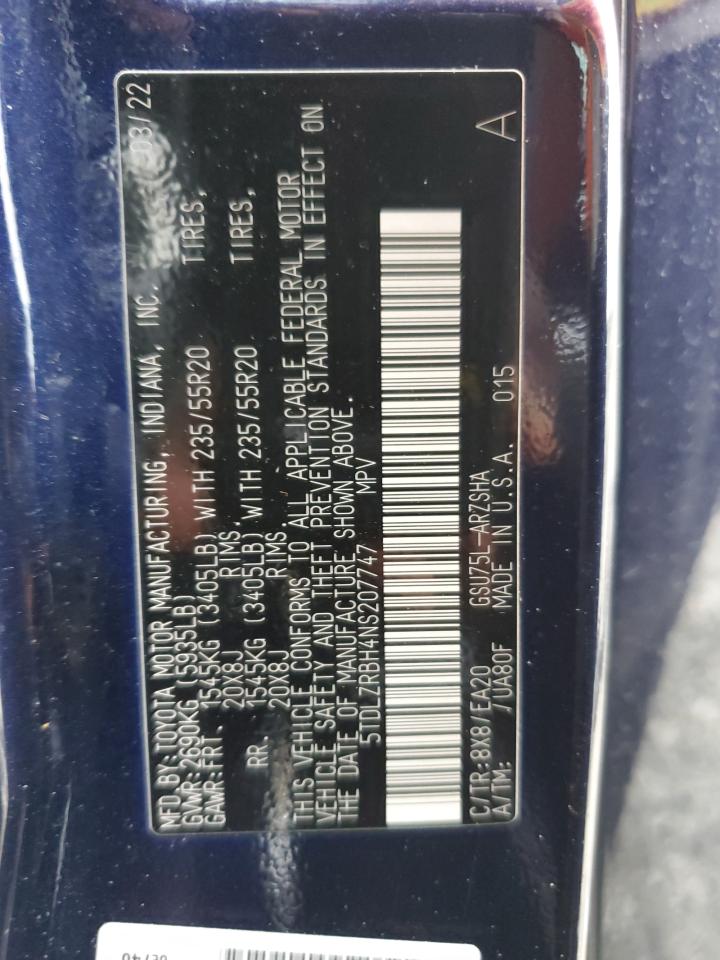 MFD. BY: TOYOTA MOTOR MANUFACTURING, INDIANA, INC. 03/22
GVWR: 2690KG (5935LB)
GAWR: FRT. 1545KG (3405LB) WITH 235/55R20 TIRES,
20X8J RIMS
RR. 1545KG (3405LB) WITH 235/55R20 TIRES,
20X8J RIMS
THIS VEHICLE CONFORMS TO ALL APPLICABLE FEDERAL MOTOR
VEHICLE SAFETY AND THEFT PREVENTION STANDARDS IN EFFECT ON
THE DATE OF MANUFACTURE SHOWN ABOVE.
5TDLZRBH4NS207747 MPV
C/TR: 8X8/EA20 GSU75L-ARZSHA A
A/TM: /UA80F MADE IN U.S.A. 015